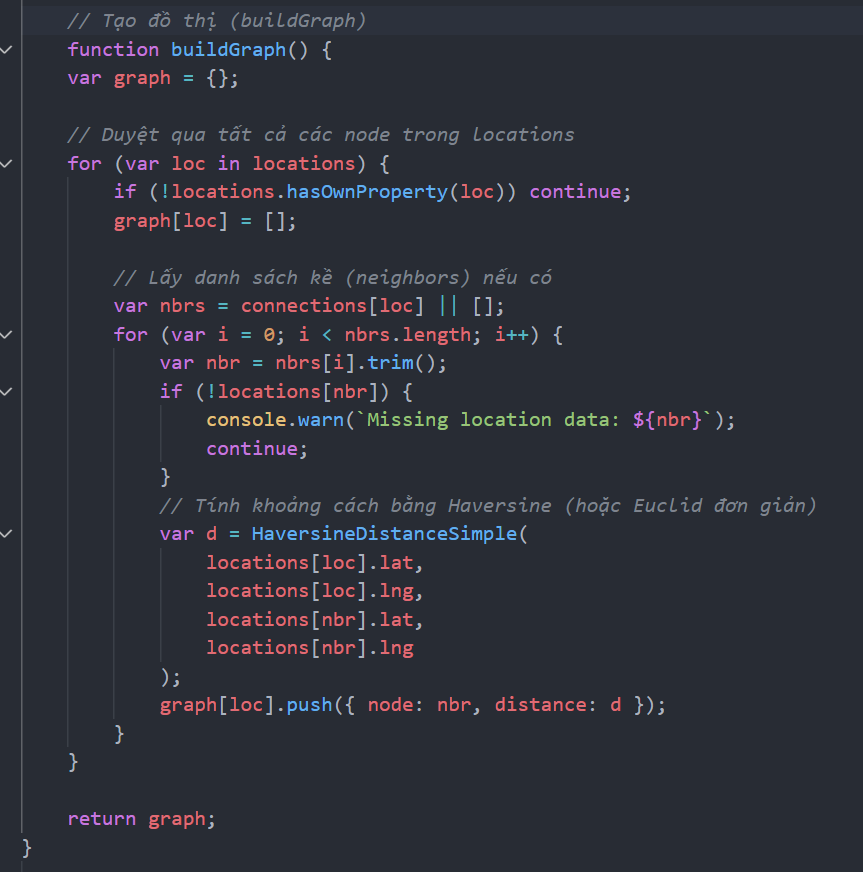 // Tạo đồ thị (buildGraph)
function buildGraph() {
var graph = {};
// Duyệt qua tất cả các node trong locations
for (var loc in locations) {
if (!locations.hasOwnProperty(loc)) continue;
graph[loc] = [];
// Lấy danh sách kề (neighbors) nếu có
var nbrs = connections[loc] || [];
for (var i = 0; i < nbrs.length; i++) {
var nbr = nbrs[i].trim();
if (!locations[nbr]) {
console.warn(`Missing location data: ${nbr}`);
continue;
}
// Tính khoảng cách bằng Haversine (hoặc Euclid đơn giản)
var d = HaversineDistanceSimple(
locations[loc].lat,
locations[loc].lng,
locations[nbr].lat,
locations[nbr].lng
);
graph[loc].push({ node: nbr, distance: d });
}
}
return graph;
}